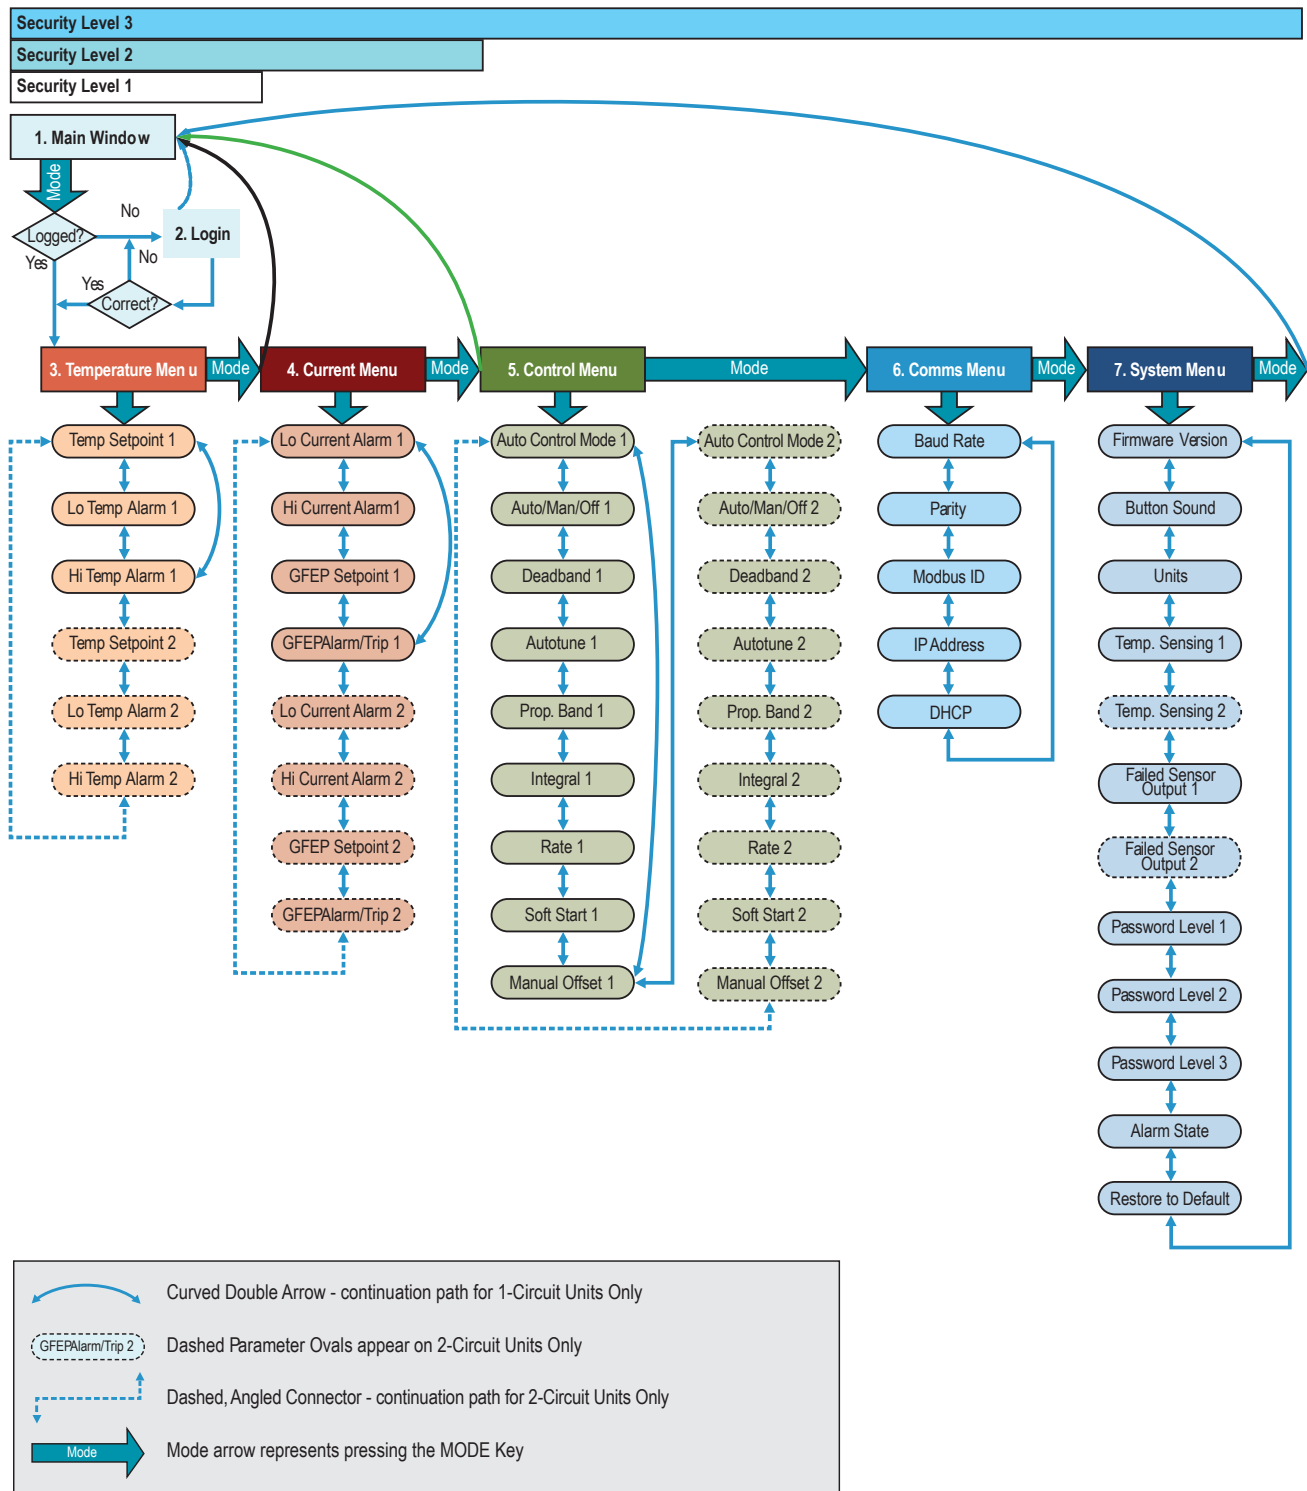 Security Level 3
Security Level 2
Security Level 1
1. Main Window
Mode
Logged?
No
Yes
2. Login
No
Yes
Correct?
3. Temperature Menu
Mode
4. Current Menu
Mode
5. Control Menu
Mode
6. Comms Menu
Mode
7. System Menu
Mode
Temp Setpoint 1
Lo Temp Alarm 1
Hi Temp Alarm 1
Temp Setpoint 2
Lo Temp Alarm 2
Hi Temp Alarm 2
Lo Current Alarm 1
Hi Current Alarm1
GFEP Setpoint 1
GFEPAlarm/Trip 1
Lo Current Alarm 2
Hi Current Alarm 2
GFEP Setpoint 2
GFEPAlarm/Trip 2
Auto Control Mode 1
Auto/Man/Off 1
Deadband 1
Autotune 1
Prop. Band 1
Integral 1
Rate 1
Soft Start 1
Manual Offset 1
Auto Control Mode 2
Auto/Man/Off 2
Deadband 2
Autotune 2
Prop. Band 2
Integral 2
Rate 2
Soft Start 2
Manual Offset 2
Baud Rate
Parity
Modbus ID
IP Address
DHCP
Firmware Version
Button Sound
Units
Temp. Sensing 1
Temp. Sensing 2
Failed Sensor
Output 1
Failed Sensor
Output 2
Password Level 1
Password Level 2
Password Level 3
Alarm State
Restore to Default
Curved Double Arrow - continuation path for 1-Circuit Units Only
GFEPAlarm/Trip 2
Dashed Parameter Ovals appear on 2-Circuit Units Only
Dashed, Angled Connector - continuation path for 2-Circuit Units Only
Mode
Mode arrow represents pressing the MODE Key